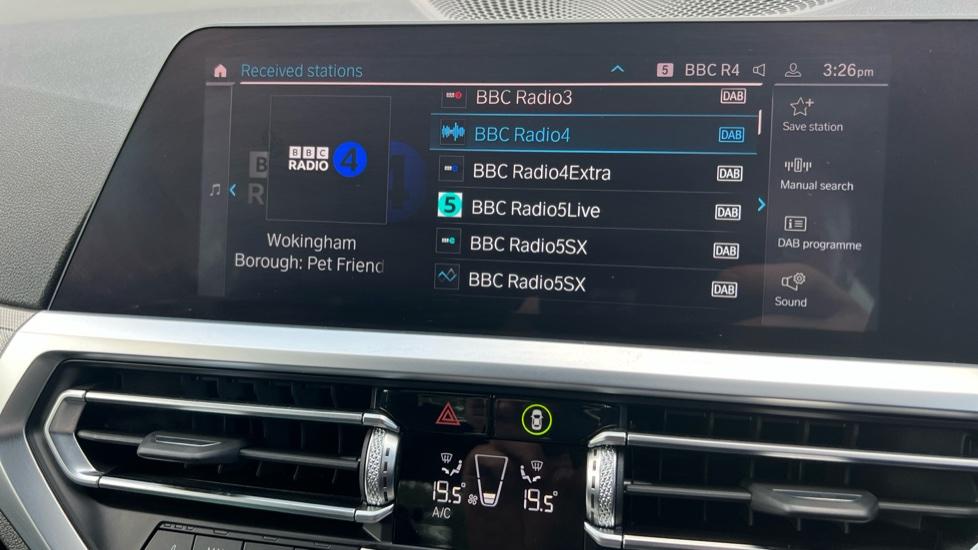 Received stations
5 BBC R4
3:26pm
BBC RADIO 4
Wokingham
Borough: Pet Friend
BBC Radio3 DAB
BBC Radio4 DAB
BBC Radio4Extra DAB
5 BBC Radio5Live DAB
BBC Radio5SX DAB
BBC Radio5SX DAB
Save station
Manual search
DAB programme
Sound
19.5°
A/C
19.5°